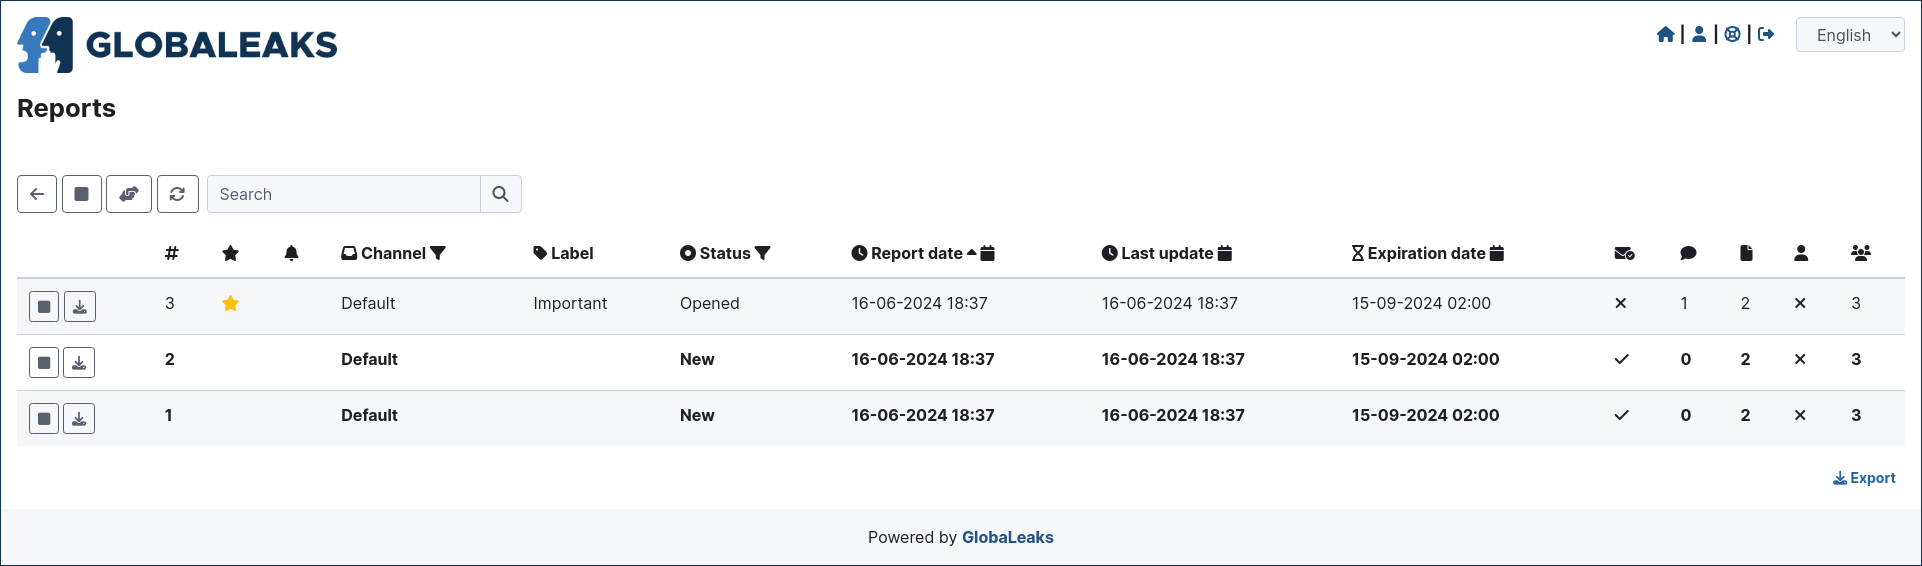 GLOBALEAKS
| | | English
Reports
Search
# Channel Label Status Report date Last update Expiration date
3 Default Important Opened 16-06-2024 18:37 16-06-2024 18:37 15-09-2024 02:00 1 2 3
2 Default New 16-06-2024 18:37 16-06-2024 18:37 15-09-2024 02:00 0 2 3
1 Default New 16-06-2024 18:37 16-06-2024 18:37 15-09-2024 02:00 0 2 3
Export
Powered by GlobaLeaks